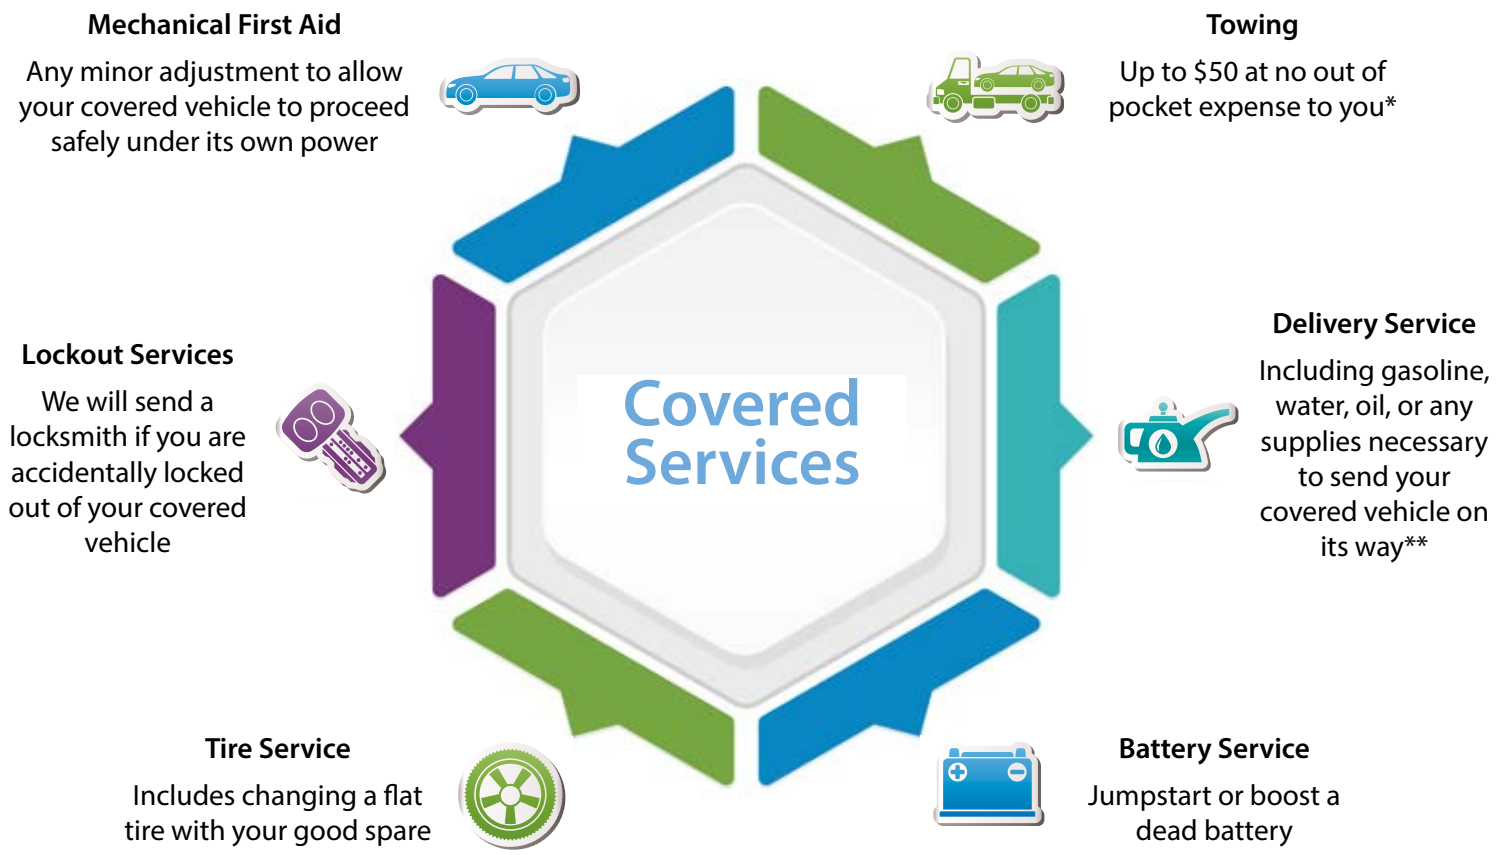 Mechanical First Aid
Any minor adjustment to allow
your covered vehicle to proceed
safely under its own power
Towing
Up to $50 at no out of
pocket expense to you*
Lockout Services
We will send a
locksmith if you are
accidentally locked
out of your covered
vehicle
Covered
Services
Delivery Service
Including gasoline,
water, oil, or any
supplies necessary
to send your
covered vehicle on
its way**
Tire Service
Includes changing a flat
tire with your good spare
Battery Service
Jumpstart or boost a
dead battery